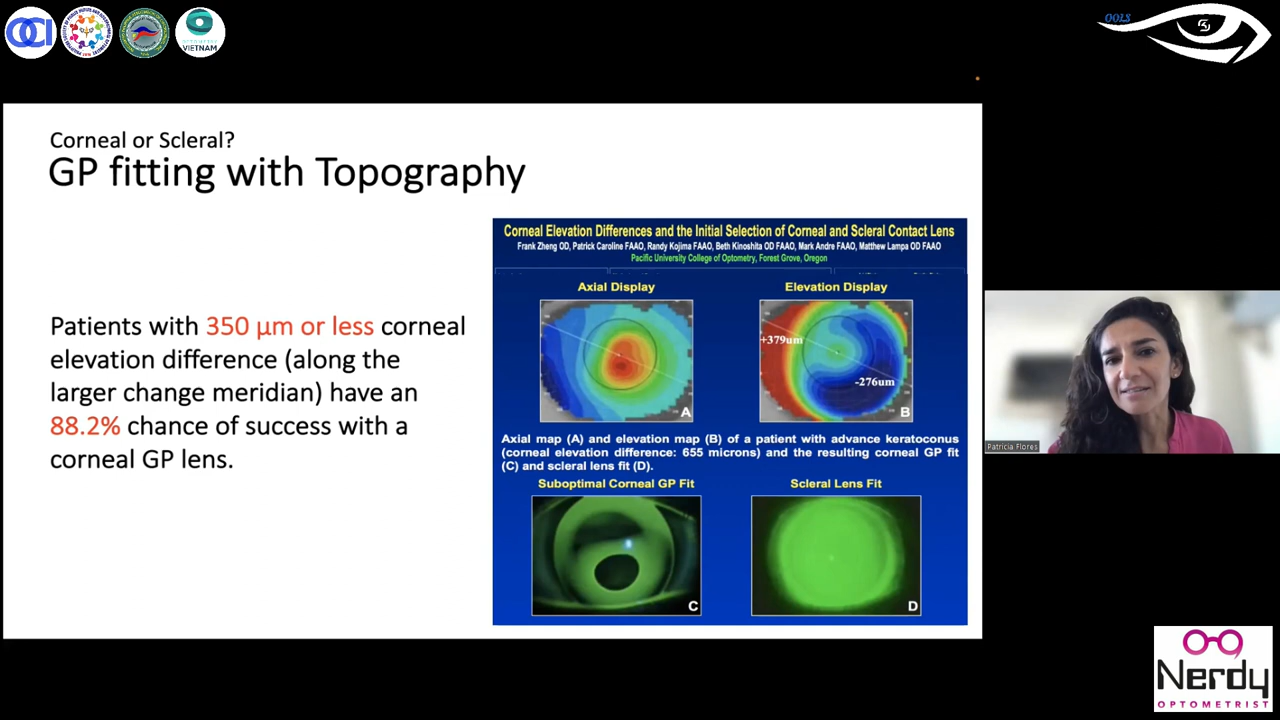 OCI
VIETNAM
OOLS
Corneal or Scleral?
GP fitting with Topography
Patients with 350 µm or less corneal
elevation difference (along the
larger change meridian) have an
88.2% chance of success with a
corneal GP lens.
Corneal Elevation Differences and the Initial Selection of Corneal and Scleral Contact Lens
Frank Zheng OD, Patrick Caroline FAAO, Randy Kojima FAAO, Beth Kinoshita OD FAAO, Mark Andre FAAO, Matthew Lampa OD FAAO
Pacific University College of Optometry, Forest Grove, Oregon
Axial Display
Elevation Display
+379um
-276um
A
B
Axial map (A) and elevation map (B) of a patient with advance keratoconus
(corneal elevation difference: 655 microns) and the resulting corneal GP fit
(C) and scleral lens fit (D).
Suboptimal Corneal GP Fit
Scleral Lens Fit
C
D
Patricia Flores
Nerdy
OPTOMETRIST